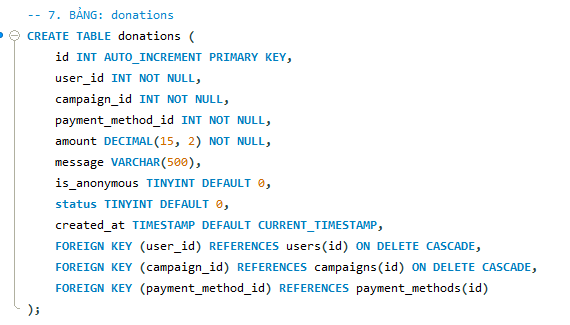 -- 7. BẢNG: donations
CREATE TABLE donations (
    id INT AUTO_INCREMENT PRIMARY KEY,
    user_id INT NOT NULL,
    campaign_id INT NOT NULL,
    payment_method_id INT NOT NULL,
    amount DECIMAL(15, 2) NOT NULL,
    message VARCHAR(500),
    is_anonymous TINYINT DEFAULT 0,
    status TINYINT DEFAULT 0,
    created_at TIMESTAMP DEFAULT CURRENT_TIMESTAMP,
    FOREIGN KEY (user_id) REFERENCES users(id) ON DELETE CASCADE,
    FOREIGN KEY (campaign_id) REFERENCES campaigns(id) ON DELETE CASCADE,
    FOREIGN KEY (payment_method_id) REFERENCES payment_methods(id)
);